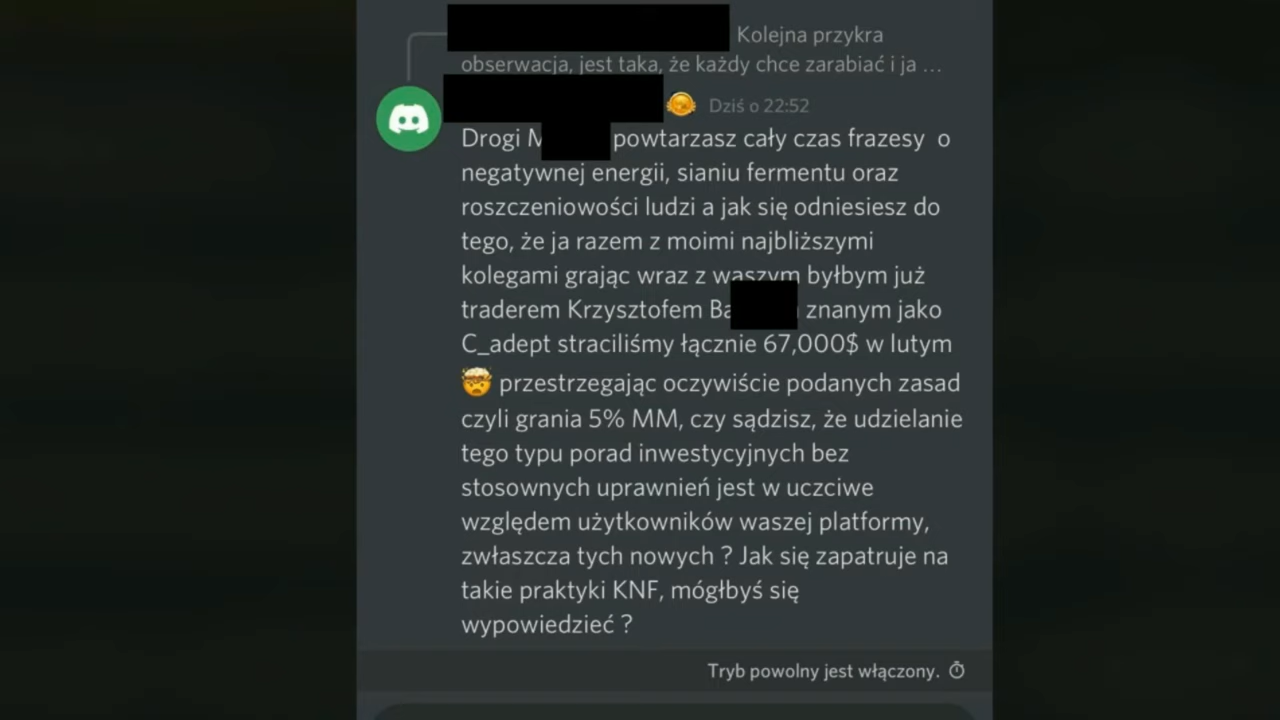 Kolejna przykra
obserwacja, jest taka, że każdy chce zarabiać i ja ...
Dziś o 22:52
Drogi M powtarzasz cały czas frazesy o
negatywnej energii, sianiu fermentu oraz
roszczeniowości ludzi a jak się odniesiesz do
tego, że ja razem z moimi najbliższymi
kolegami grając wraz z waszym byłbym już
traderem Krzysztofem Ba znanym jako
C_adept straciliśmy łącznie 67,000$ w lutym
🤯 przestrzegając oczywiście podanych zasad
czyli grania 5% MM, czy sądzisz, że udzielanie
tego typu porad inwestycyjnych bez
stosownych uprawnień jest w uczciwe
względem użytkowników waszej platformy,
zwłaszcza tych nowych ? Jak się zapatruje na
takie praktyki KNF, mógłbyś się
wypowiedzieć ?
Tryb powolny jest włączony.